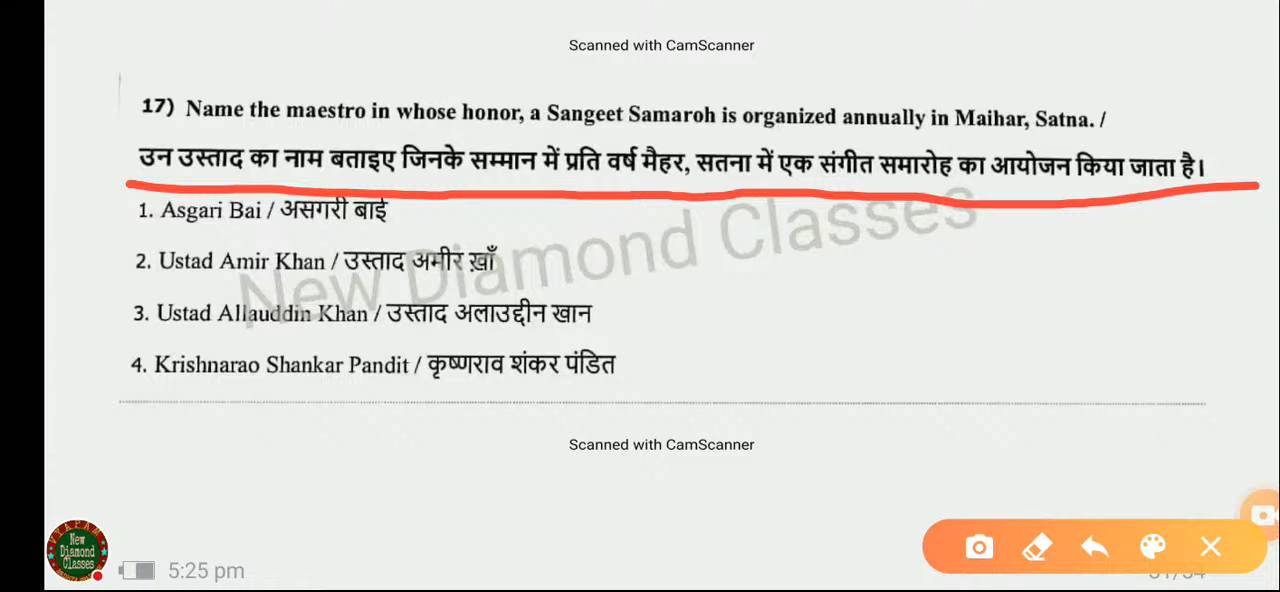 Scanned with CamScanner
17) Name the maestro in whose honor, a Sangeet Samaroh is organized annually in Maihar, Satna. /
उन उस्ताद का नाम बताइए जिनके सम्मान में प्रति वर्ष मैहर, सतना में एक संगीत समारोह का आयोजन किया जाता है।
1. Asgari Bai / असगरी बाई
2. Ustad Amir Khan / उस्ताद अमीर ख़ाँ
3. Ustad Allauddin Khan / उस्ताद अलाउद्दीन खान
4. Krishnarao Shankar Pandit / कृष्णराव शंकर पंडित
New Diamond Classes
Scanned with CamScanner
VYAPAM
New
Diamond
Classes
5:25 pm